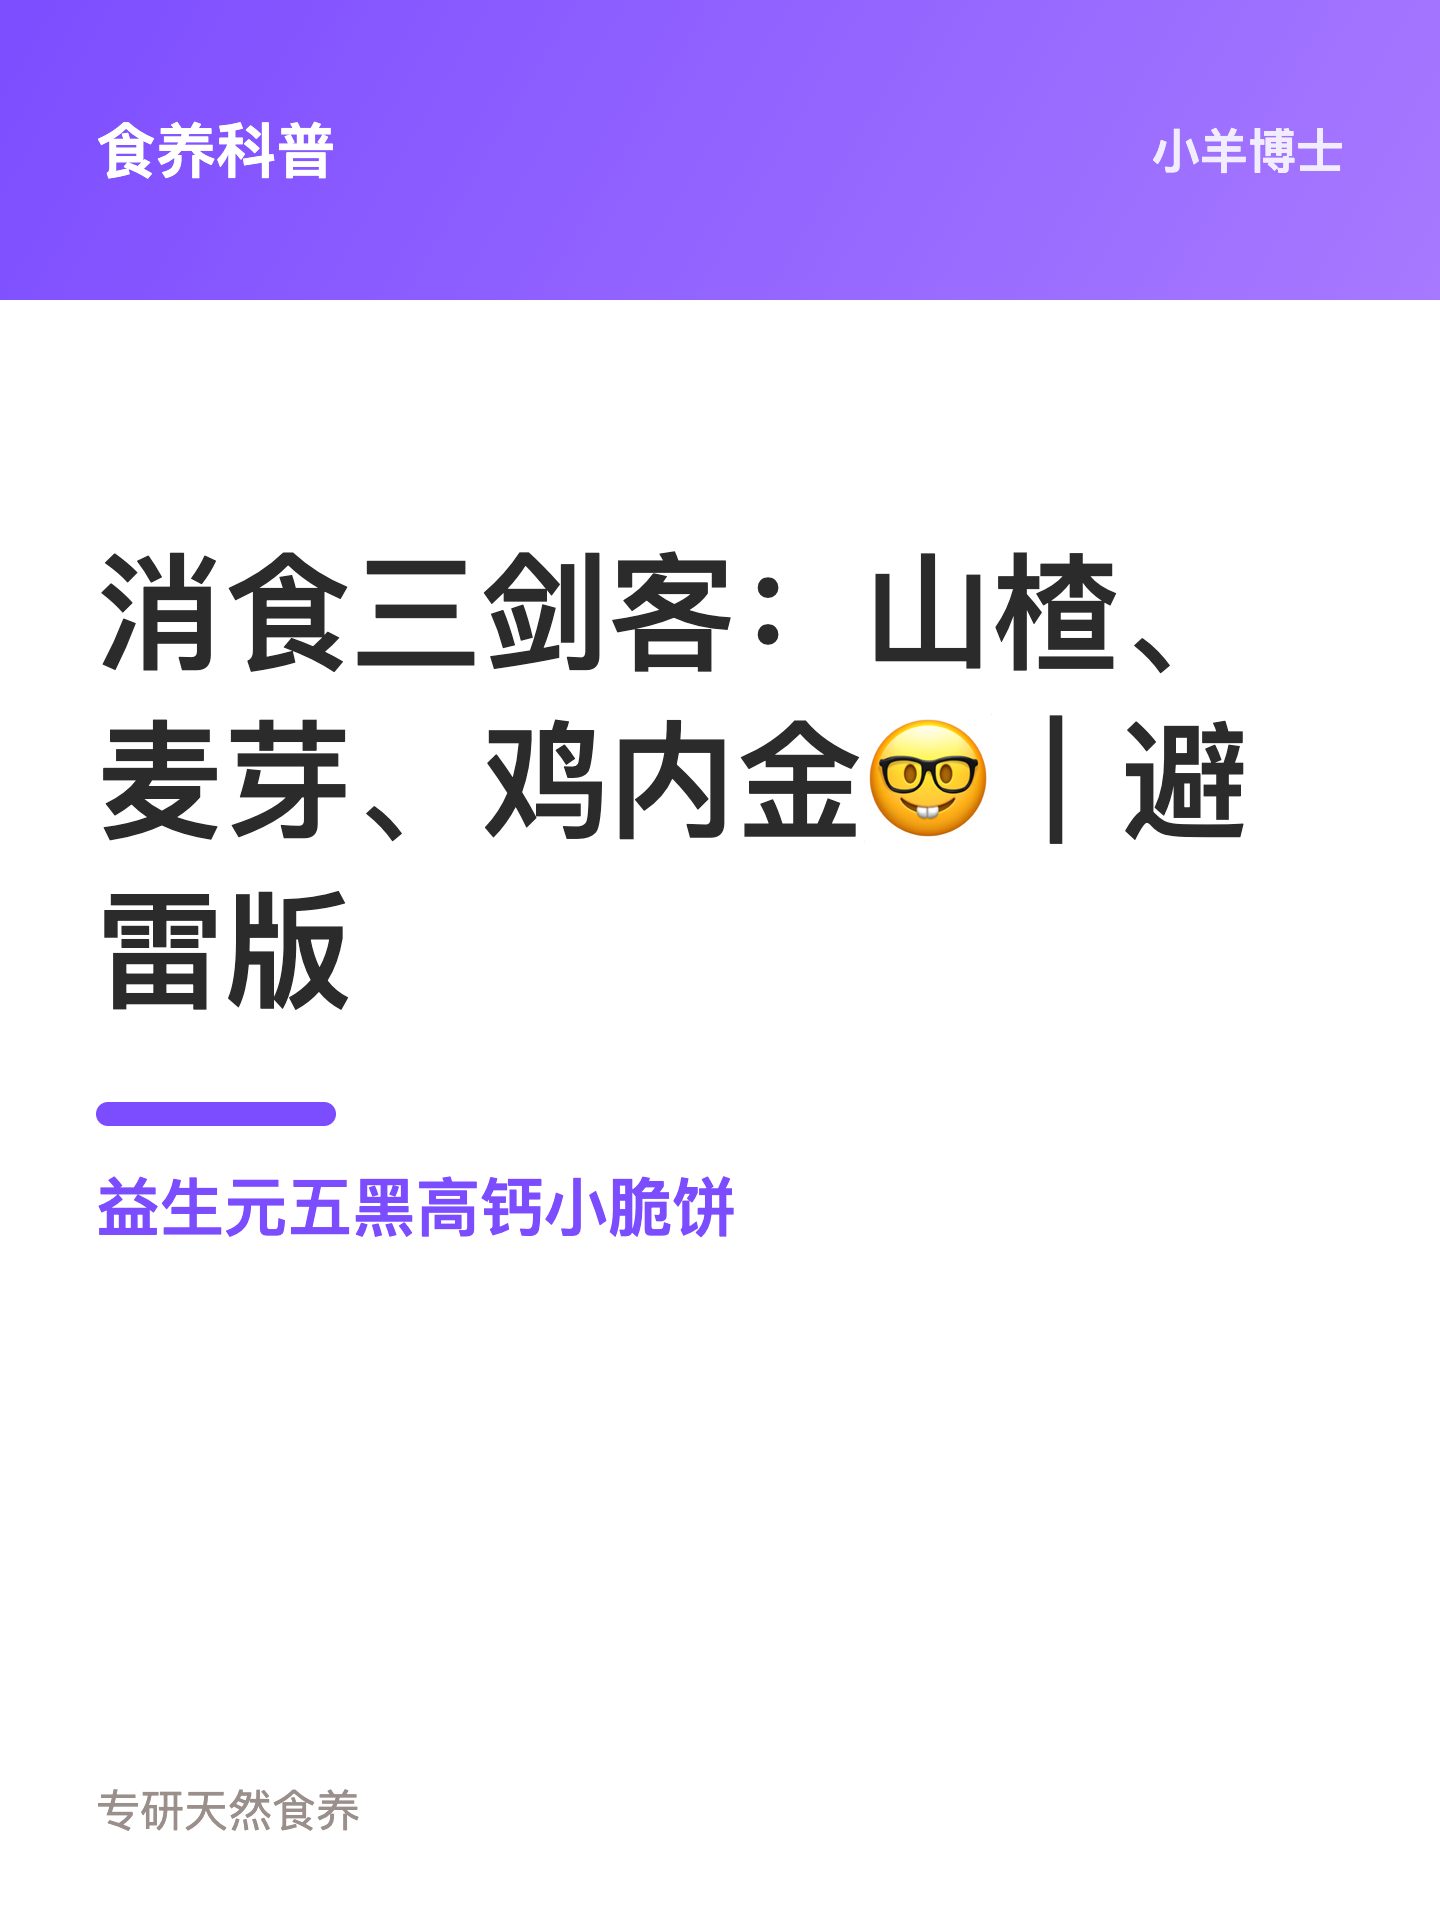 食养科普
小羊博士
消食三剑客：山楂、
麦芽、鸡内金🤓｜避
雷版
益生元五黑高钙小脆饼
专研天然食养